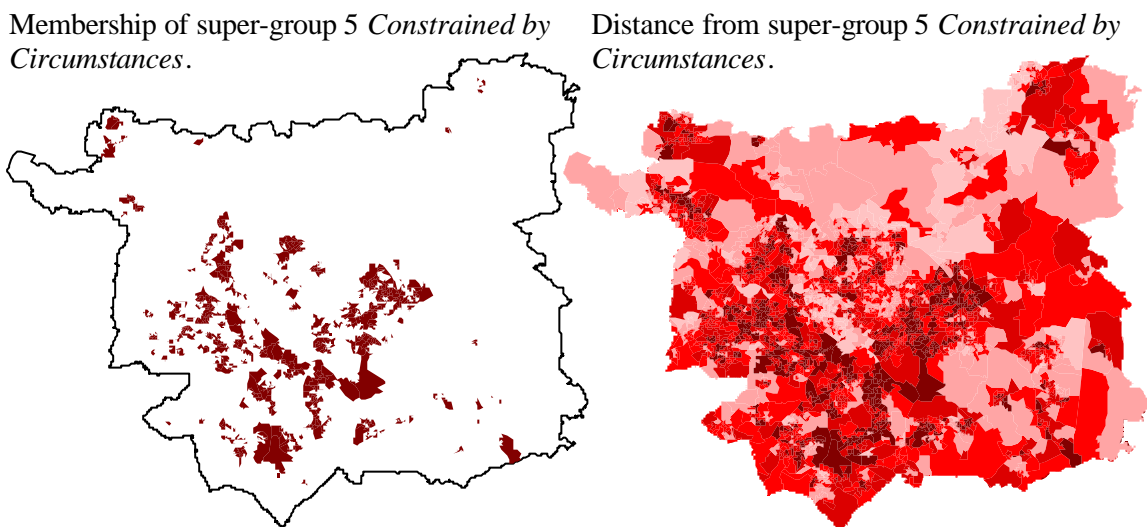 Membership of super-group 5 Constrained by
Circumstances.
Distance from super-group 5 Constrained by
Circumstances.